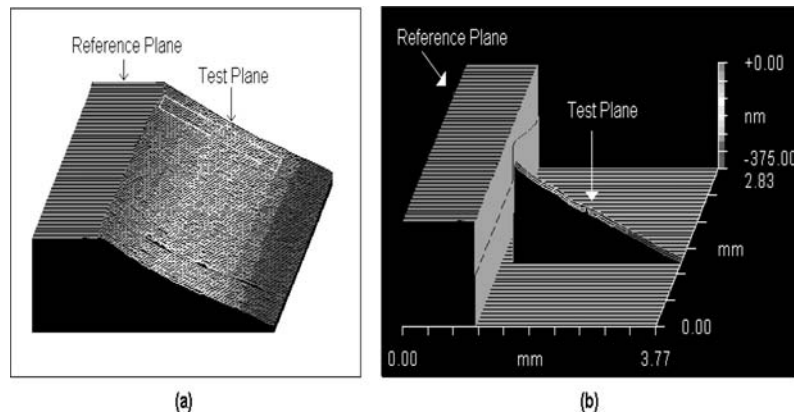 Reference Plane
Test Plane
(a)
Reference Plane
Test Plane
+0.00
nm
-375.00
2.83
mm
0.00
0.00 mm 3.77
(b)